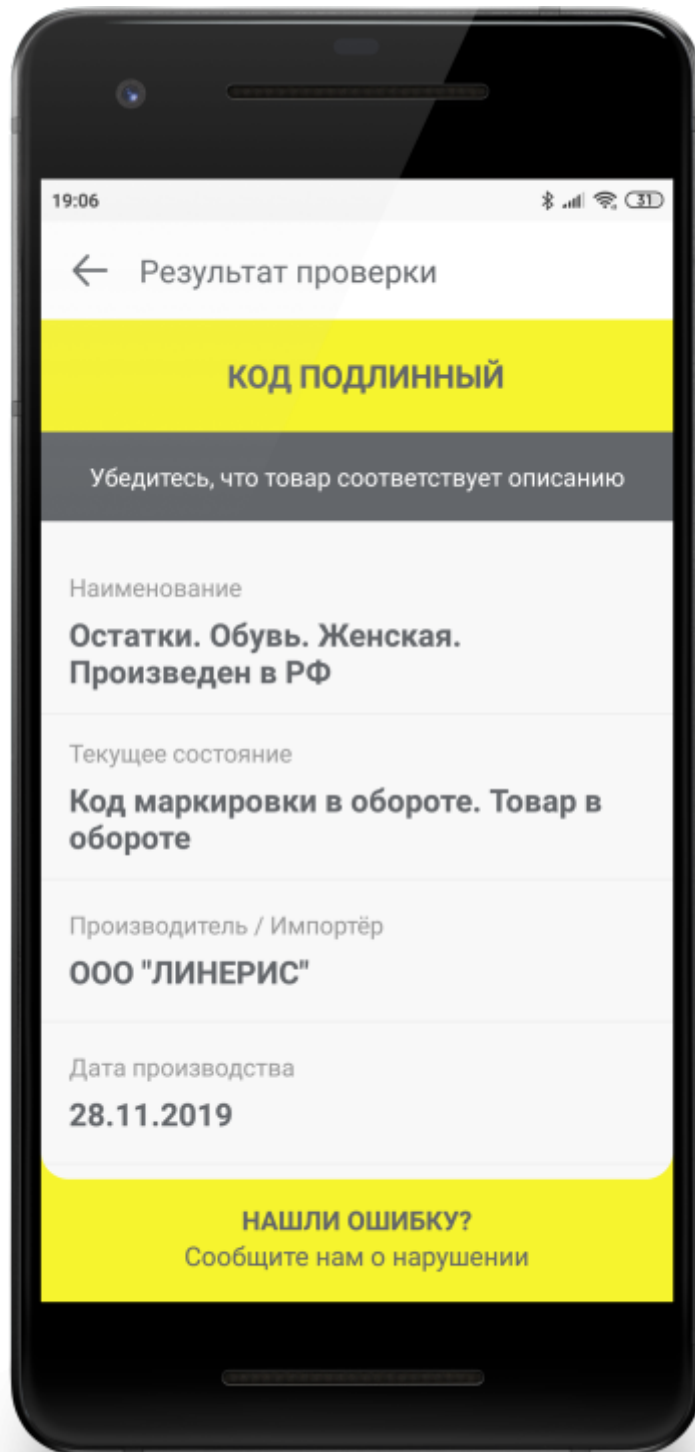 19:06
31
Результат проверки
КОД ПОДЛИННЫЙ
Убедитесь, что товар соответствует описанию
Наименование
Остатки. Обувь. Женская.
Произведен в РФ
Текущее состояние
Код маркировки в обороте. Товар в
обороте
Производитель / Импортёр
ООО "ЛИНЕРИС"
Дата производства
28.11.2019
НАШЛИ ОШИБКУ?
Сообщите нам о нарушении